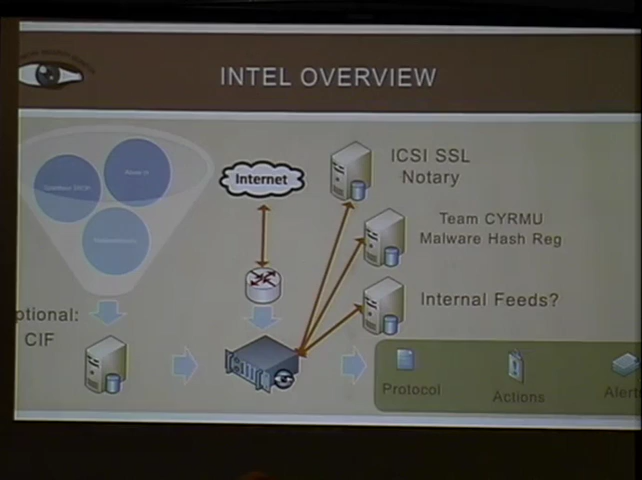 INTEL OVERVIEW
Internet
ICSI SSL
Notary
Team CYRMU
Malware Hash Reg
Internal Feeds?
ptional:
CIF
Protocol
Actions
Alert